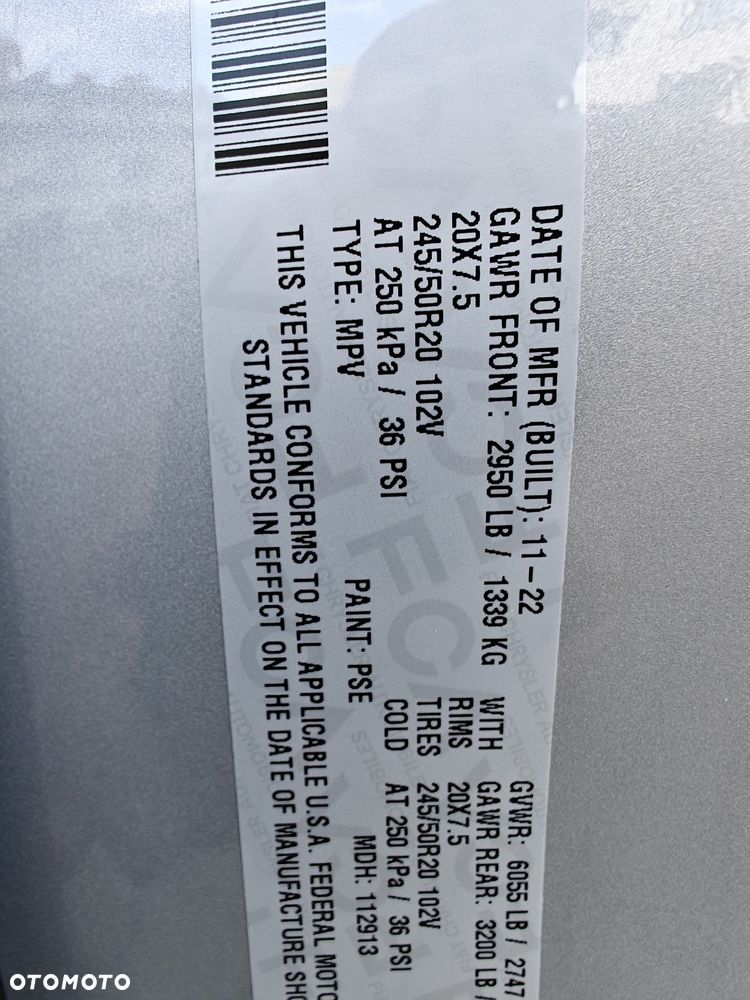 DATE OF MFR (BUILT): 11-22 GVWR: 6055 LB / 2747
GAWR FRONT: 2950 LB / 1339 KG WITH GAWR REAR: 3200 LB /
20X7.5 RIMS 20X7.5
245/50R20 102V TIRES 245/50R20 102V
AT 250 kPa / 36 PSI COLD AT 250 kPa / 36 PSI
TYPE: MPV PAINT: PSE MDH: 112913
THIS VEHICLE CONFORMS TO ALL APPLICABLE U.S.A. FEDERAL
STANDARDS IN EFFECT ON THE DATE OF MANUFACTURE
OTOMOTO